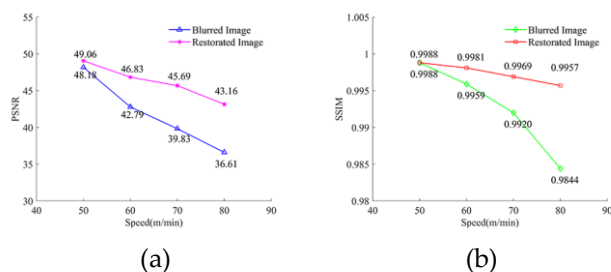 55
50
45
40
35
30
PSNR
Blurred Image
Restorated Image
49.06
48.18
46.83
42.79
45.69
39.83
43.16
36.61
40 50 60 70 80 90
Speed(m/min)
(a)
1.005
1
0.995
0.99
0.985
0.98
SSIM
Blurred Image
Restorated Image
0.9988
0.9988
0.9981
0.9959
0.9969
0.9920
0.9957
0.9844
40 50 60 70 80 90
Speed(m/min)
(b)